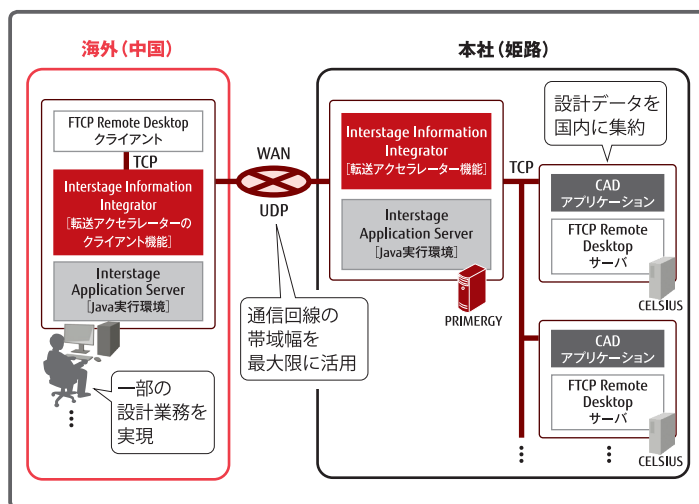 海外（中国）
FTCP Remote Desktop
クライアント
TCP
Interstage Information
Integrator
［転送アクセラレーターの
クライアント機能］
Interstage
Application Server
［Java実行環境］
一部の
設計業務を
実現
WAN
UDP
通信回線の
帯域幅を
最大限に活用
本社（姫路）
Interstage Information
Integrator
［転送アクセラレーター機能］
Interstage
Application Server
［Java実行環境］
PRIMERGY
TCP
設計データを
国内に集約
CAD
アプリケーション
FTCP Remote
Desktop
サーバ
CELSIUS
CAD
アプリケーション
FTCP Remote
Desktop
サーバ
CELSIUS